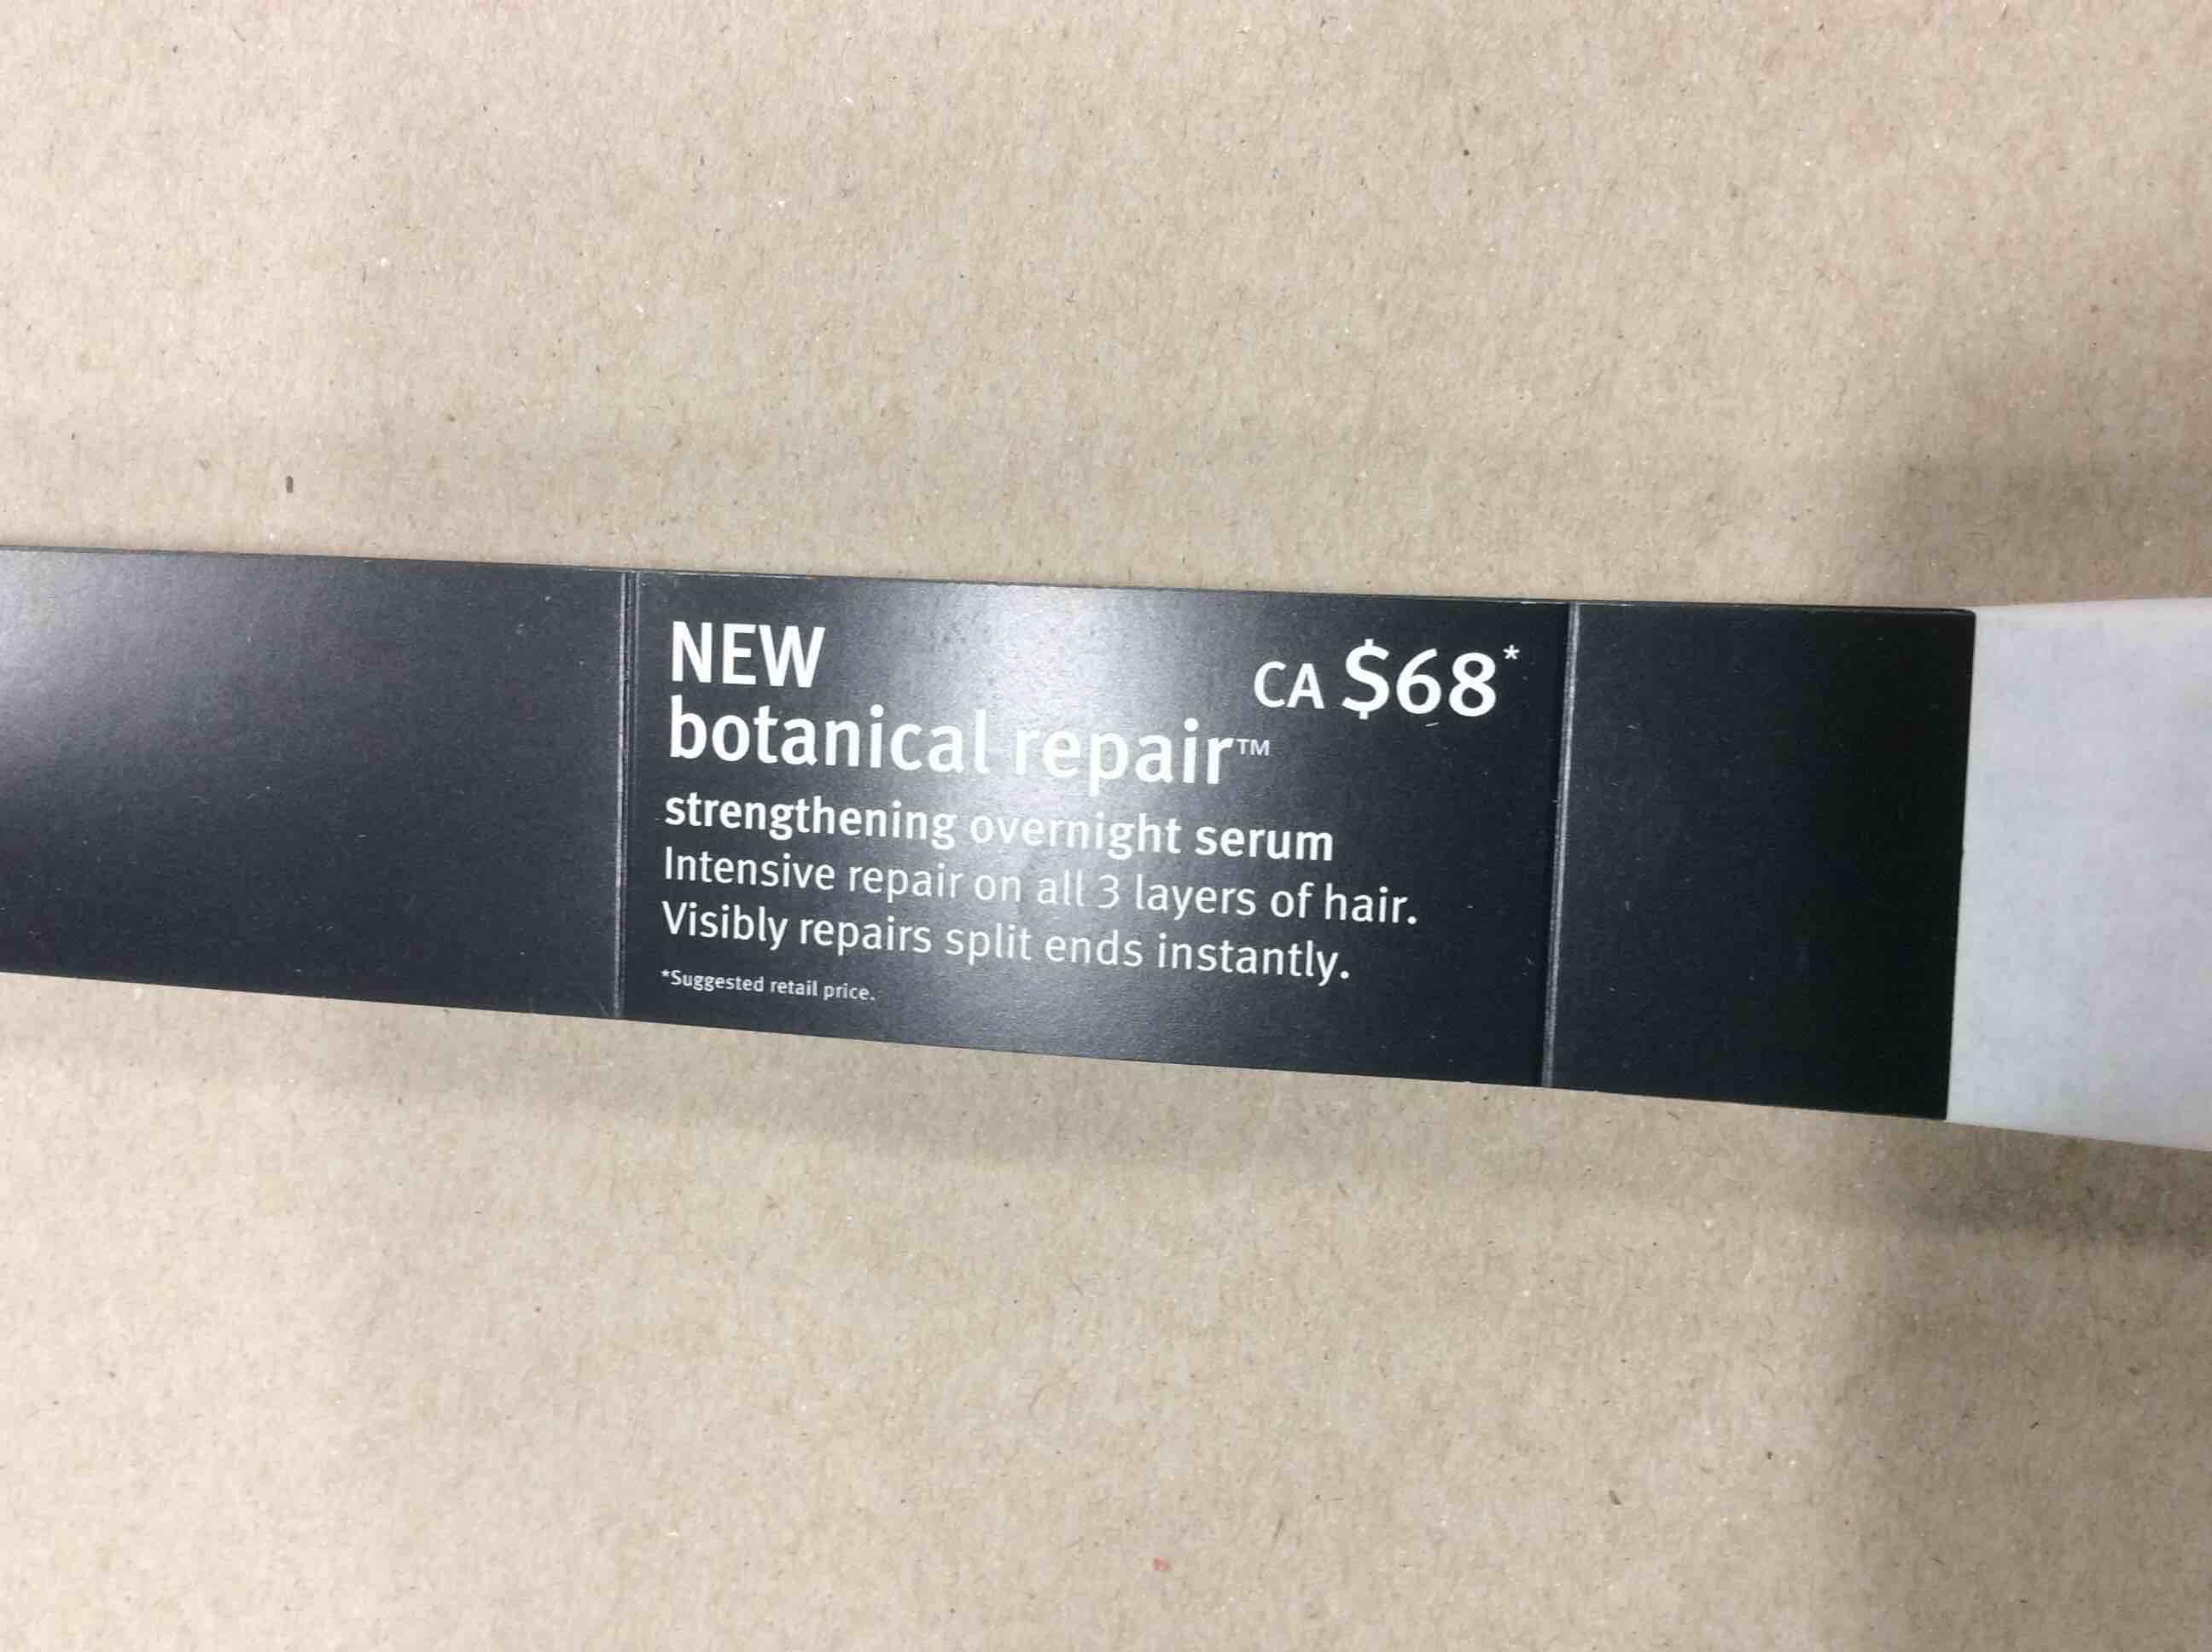 NEW
CA $68*
botanical repair™
strengthening overnight serum
Intensive repair on all 3 layers of hair.
Visibly repairs split ends instantly.
*Suggested retail price.